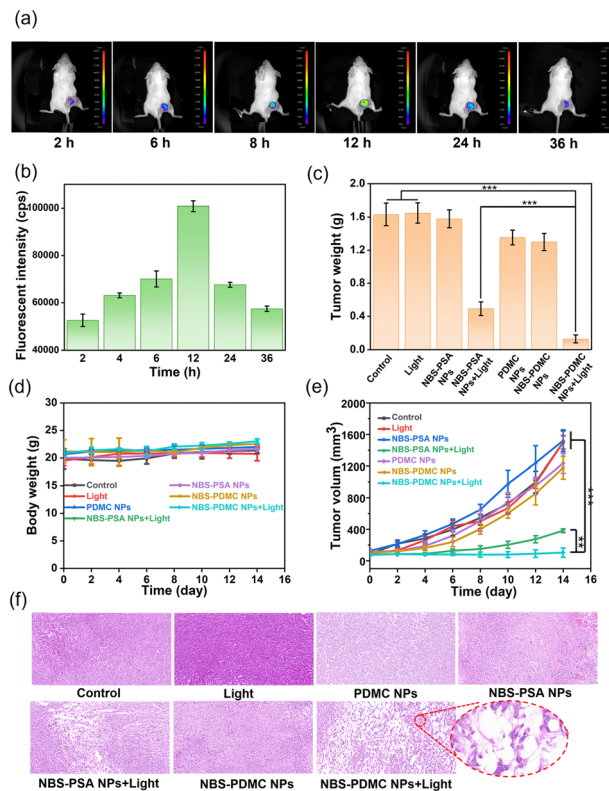 (a)
2 h 6 h 8 h 12 h 24 h 36 h
(b)
Fluorescent intensity (cps)
100000
80000
60000
40000
2 4 6 12 24 36
Time (h)
(c)
Tumor weight (g)
2.0
1.6
1.2
0.8
0.4
0.0
***
***
Control
Light
NBS-PSA NPs
NBS-PSA NPs+Light
PDMC NPs
NBS-PDMC NPs
NBS-PDMC NPs+Light
(d)
Body weight (g)
35
30
25
20
15
10
5
0
Control
Light
PDMC NPs
NBS-PSA NPs+Light
NBS-PSA NPs
NBS-PDMC NPs
NBS-PDMC NPs+Light
0 2 4 6 8 10 12 14 16
Time (day)
(e)
Tumor volum (mm3)
2000
1600
1200
800
400
0
Control
Light
NBS-PSA NPs
NBS-PSA NPs+Light
PDMC NPs
NBS-PDMC NPs
NBS-PDMC NPs+Light
***
**
0 2 4 6 8 10 12 14 16
Time (day)
(f)
Control Light PDMC NPs NBS-PSA NPs
NBS-PSA NPs+Light NBS-PDMC NPs NBS-PDMC NPs+Light